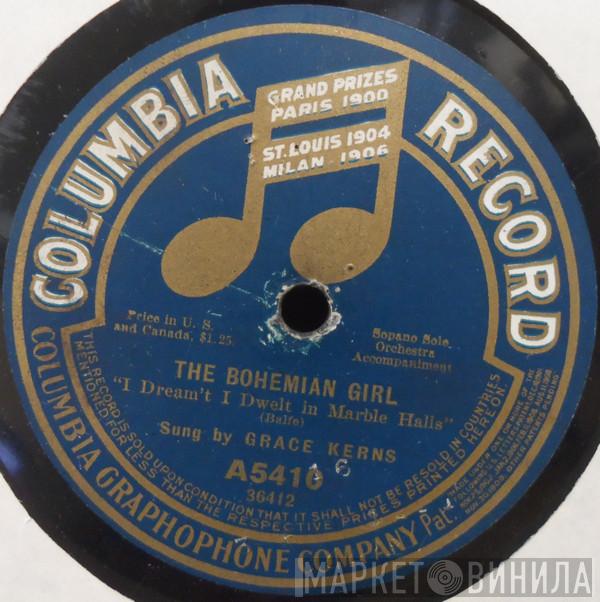 COLUMBIA RECORD
GRAND PRIZES
PARIS 1900
ST. LOUIS 1904
MILAN 1906
Price in U. S.
and Canada, $1.25.
Sopano Solo.
Orchestra
Accompaniment
THE BOHEMIAN GIRL
"I Dream't I Dwelt in Marble Halls"
(Balfe)
Sung by GRACE KERNS
A5410
6
36412
THIS RECORD IS SOLD UPON CONDITION THAT IT SHALL NOT BE RESOLD IN COUNTRIES
MENTIONED FOR LESS THAN THE RESPECTIVE PRICES PRINTED HEREON.
COLUMBIA GRAPHOPHONE COMPANY Pat.
МАРКЕТ ВИНИЛА